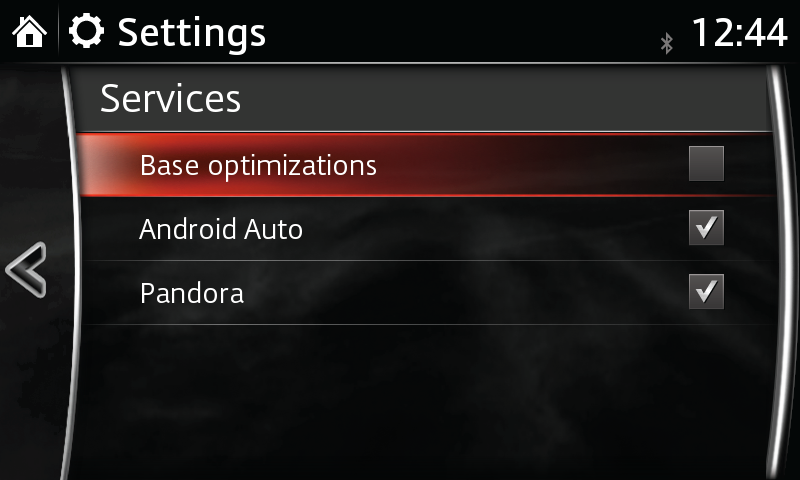 Settings
12:44
Services
Base optimizations
Android Auto
Pandora